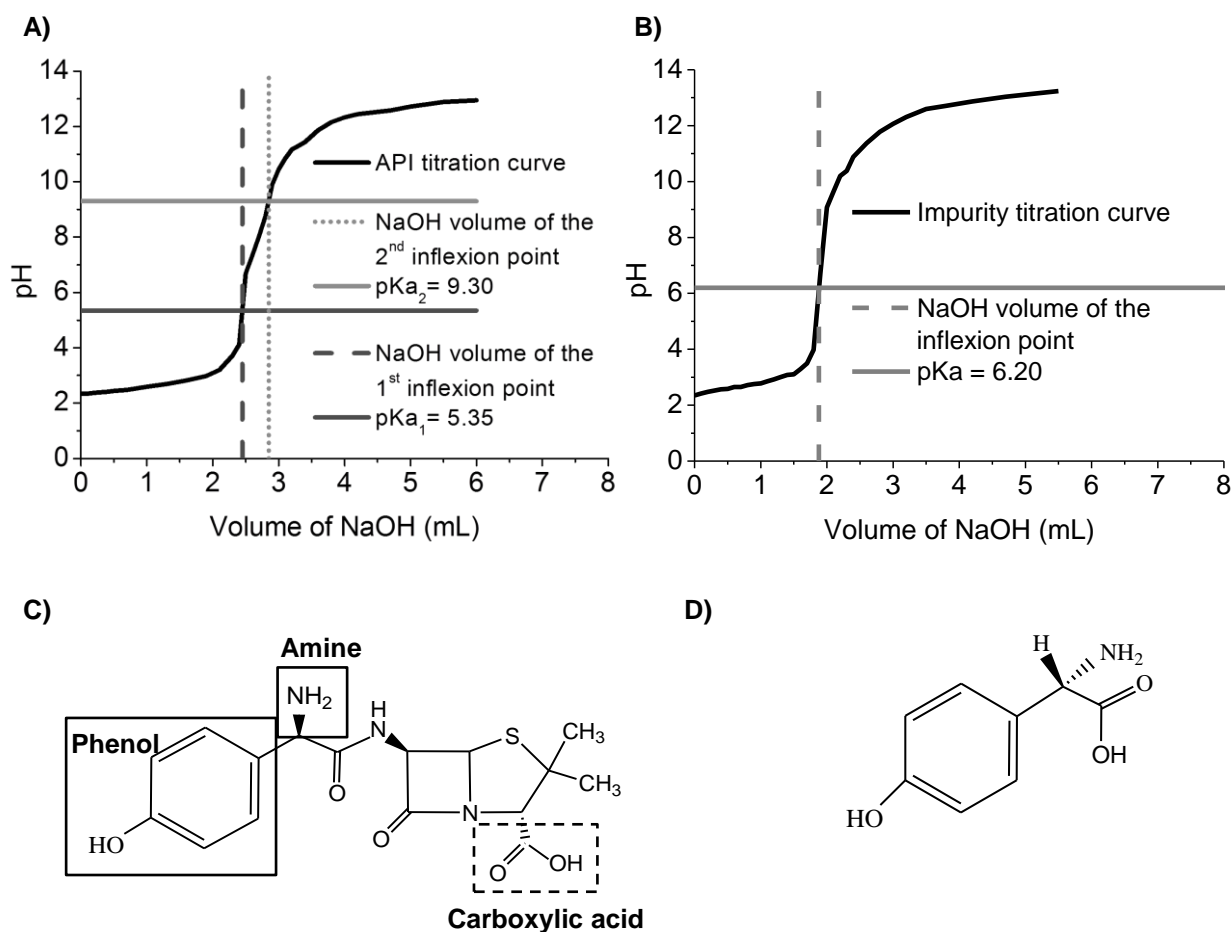 A)
14
12
10
8
6
4
2
0
pH
0 1 2 3 4 5 6 7 8
Volume of NaOH (mL)
API titration curve
NaOH volume of the
2nd inflexion point
pKa2= 9.30
NaOH volume of the
1st inflexion point
pKa1= 5.35
B)
14
12
10
8
6
4
2
0
pH
0 1 2 3 4 5 6 7 8
Volume of NaOH (mL)
Impurity titration curve
NaOH volume of the
inflexion point
pKa = 6.20
C)
Amine
NH2
Phenol
HO
O
H
N
S
CH3
CH3
O
N
O
OH
Carboxylic acid
D)
H
NH2
O
OH
HO